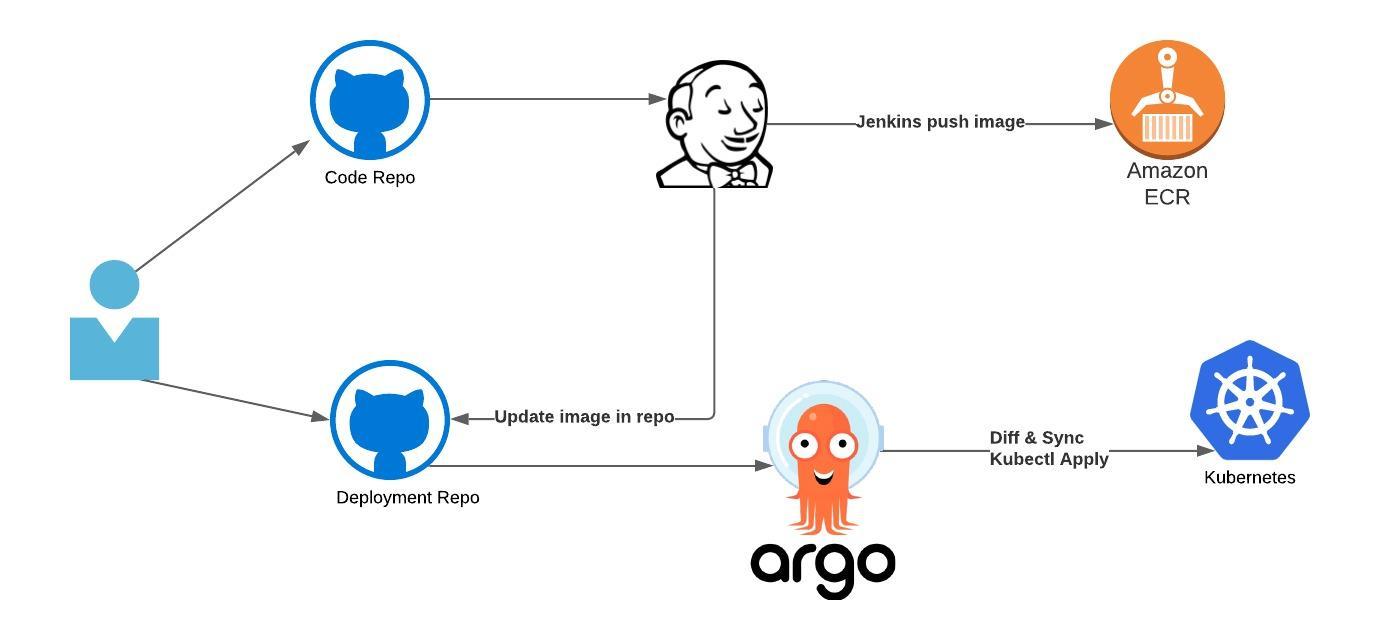 Code Repo
Jenkins push image
Amazon
ECR
Update image in repo
Deployment Repo
Diff & Sync
Kubectl Apply
Kubernetes
argo